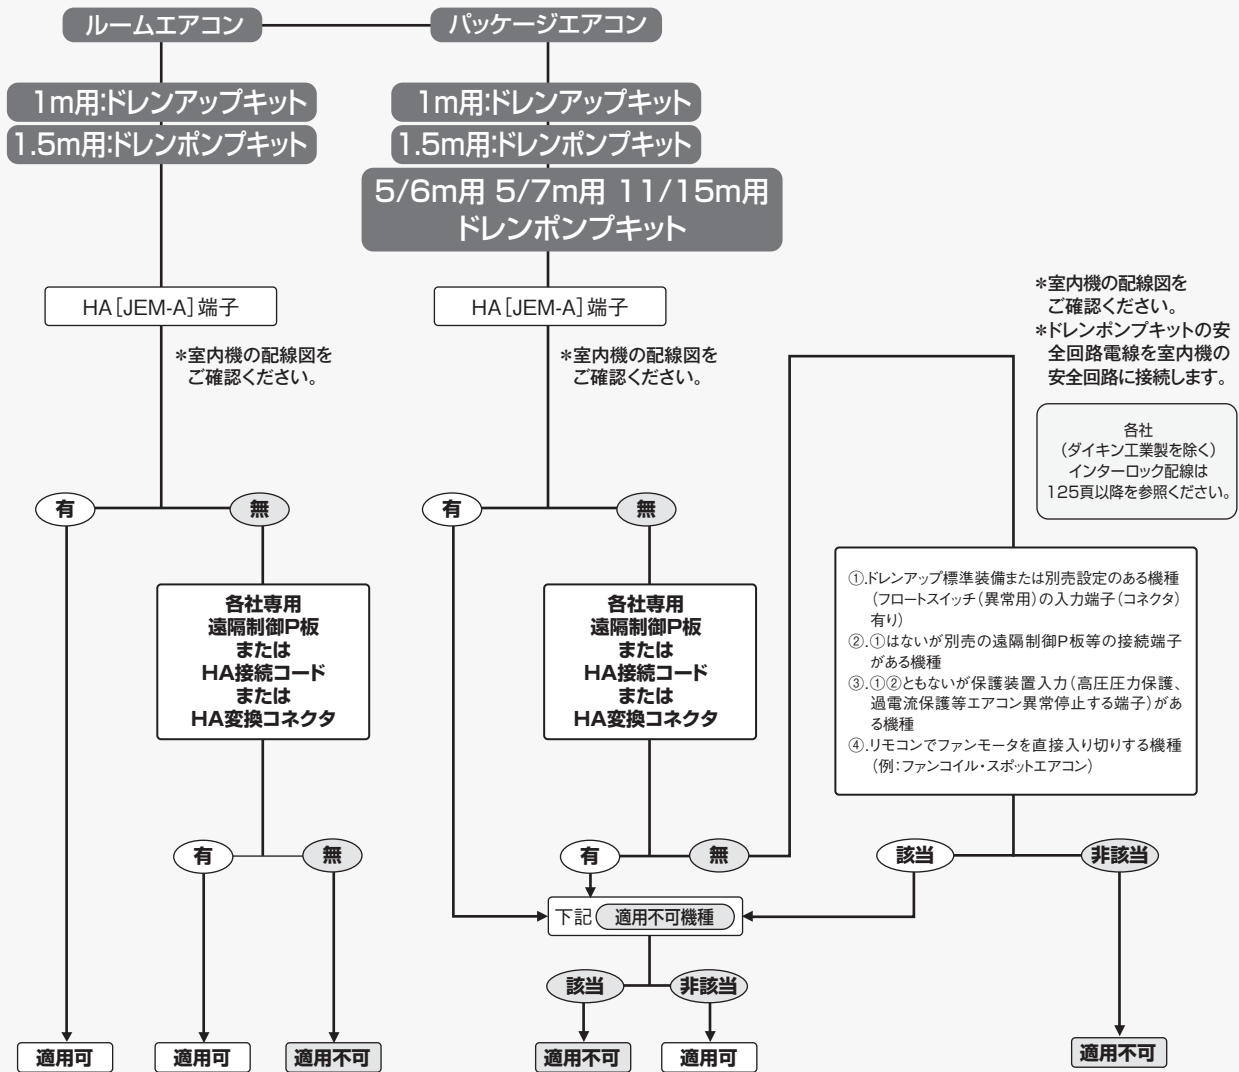 ルームエアコン
パッケージエアコン
1m用:ドレンアップキット
1.5m用:ドレンポンプキット
1m用:ドレンアップキット
1.5m用:ドレンポンプキット
5/6m用 5/7m用 11/15m用
ドレンポンプキット
HA[JEM-A]端子
HA[JEM-A]端子
*室内機の配線図を
ご確認ください。
*室内機の配線図を
ご確認ください。
*室内機の配線図を
ご確認ください。
*ドレンポンプキットの安
全回路電線を室内機の
安全回路に接続します。
各社
(ダイキン工業製を除く)
インターロック配線は
125頁以降を参照ください。
有
無
有
無
各社専用
遠隔制御P板
または
HA接続コード
または
HA変換コネクタ
各社専用
遠隔制御P板
または
HA接続コード
または
HA変換コネクタ
①.ドレンアップ標準装備または別売設定のある機種
(フロートスイッチ(異常用)の入力端子(コネクタ)
有り)
②.①はないが別売の遠隔制御P板等の接続端子
がある機種
③.①②ともないが保護装置入力(高圧圧力保護、
過電流保護等エアコン異常停止する端子)があ
る機種
④.リモコンでファンモータを直接入り切りする機種
(例:ファンコイル・スポットエアコン)
有
無
有
無
該当
非該当
下記 適用不可機種
該当
非該当
適用可
適用可
適用不可
適用不可
適用可
適用不可